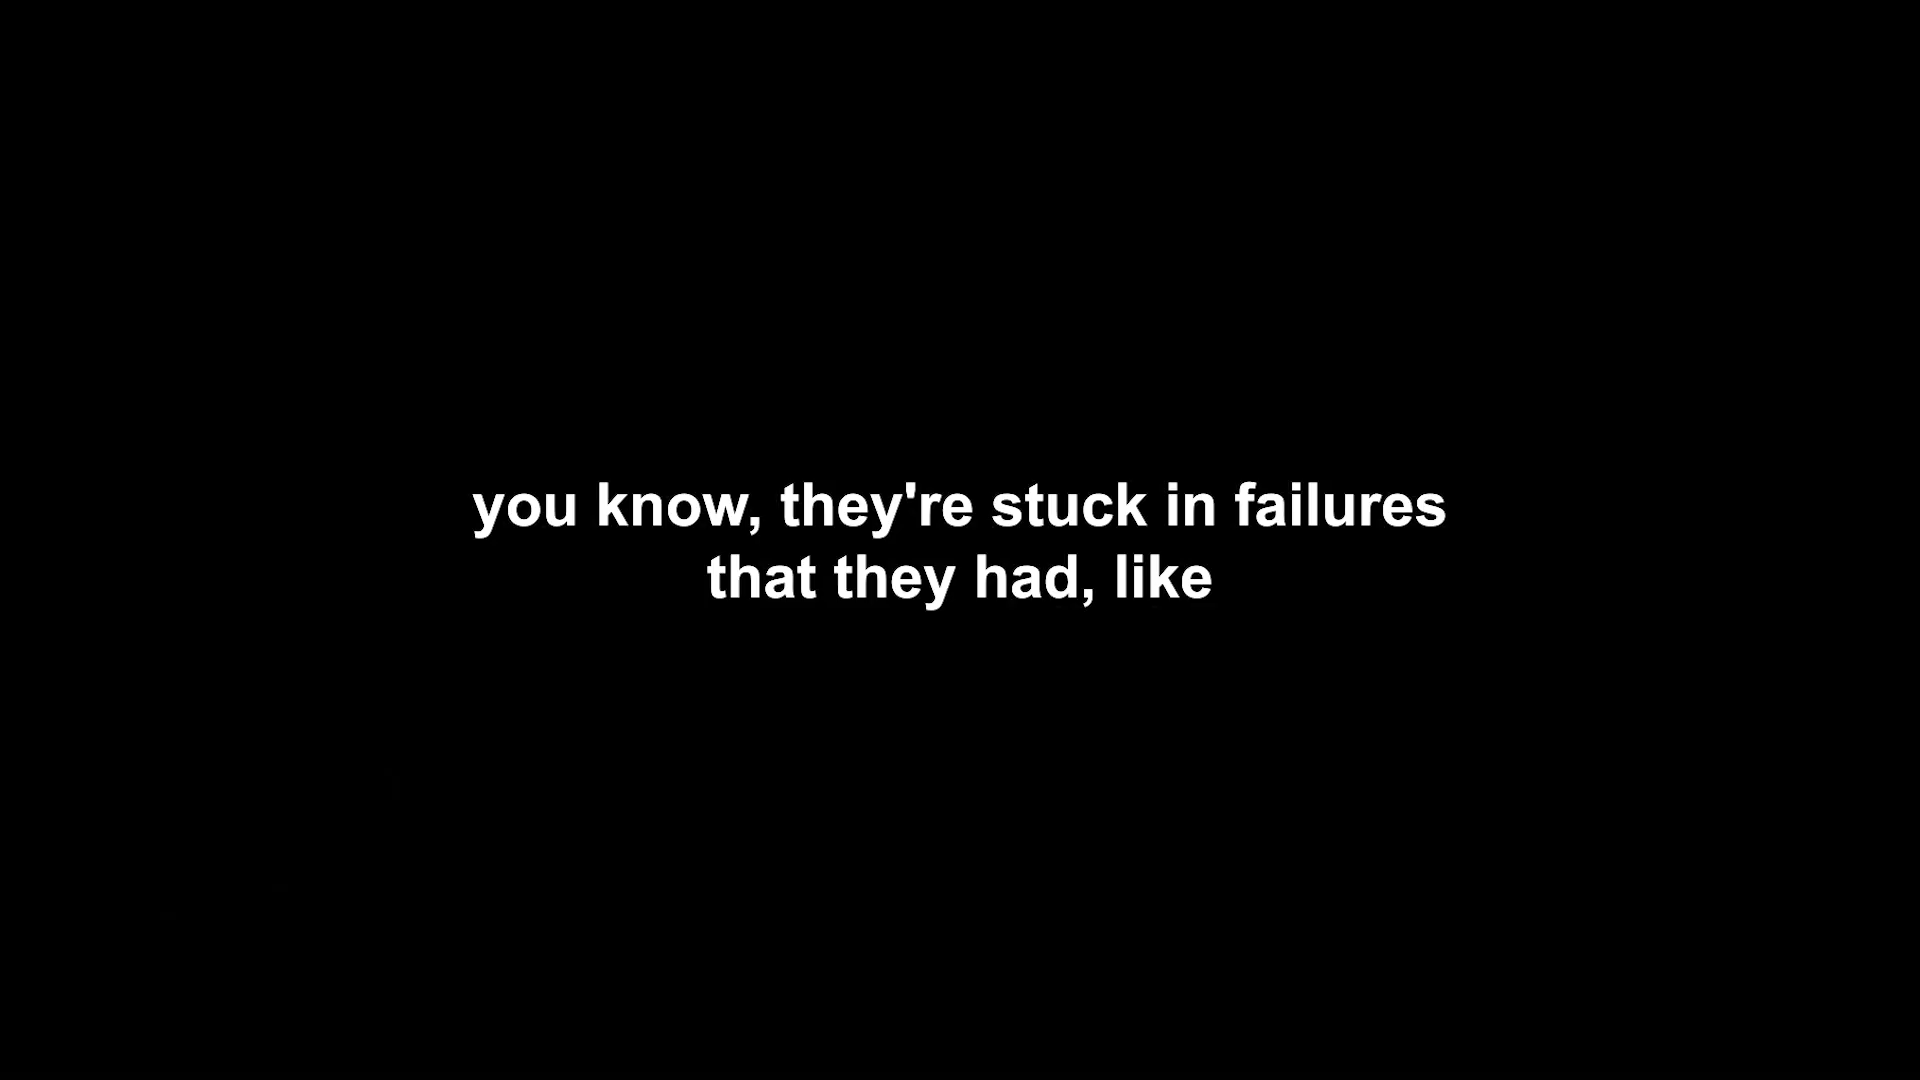 you know, they're stuck in failures
that they had, like